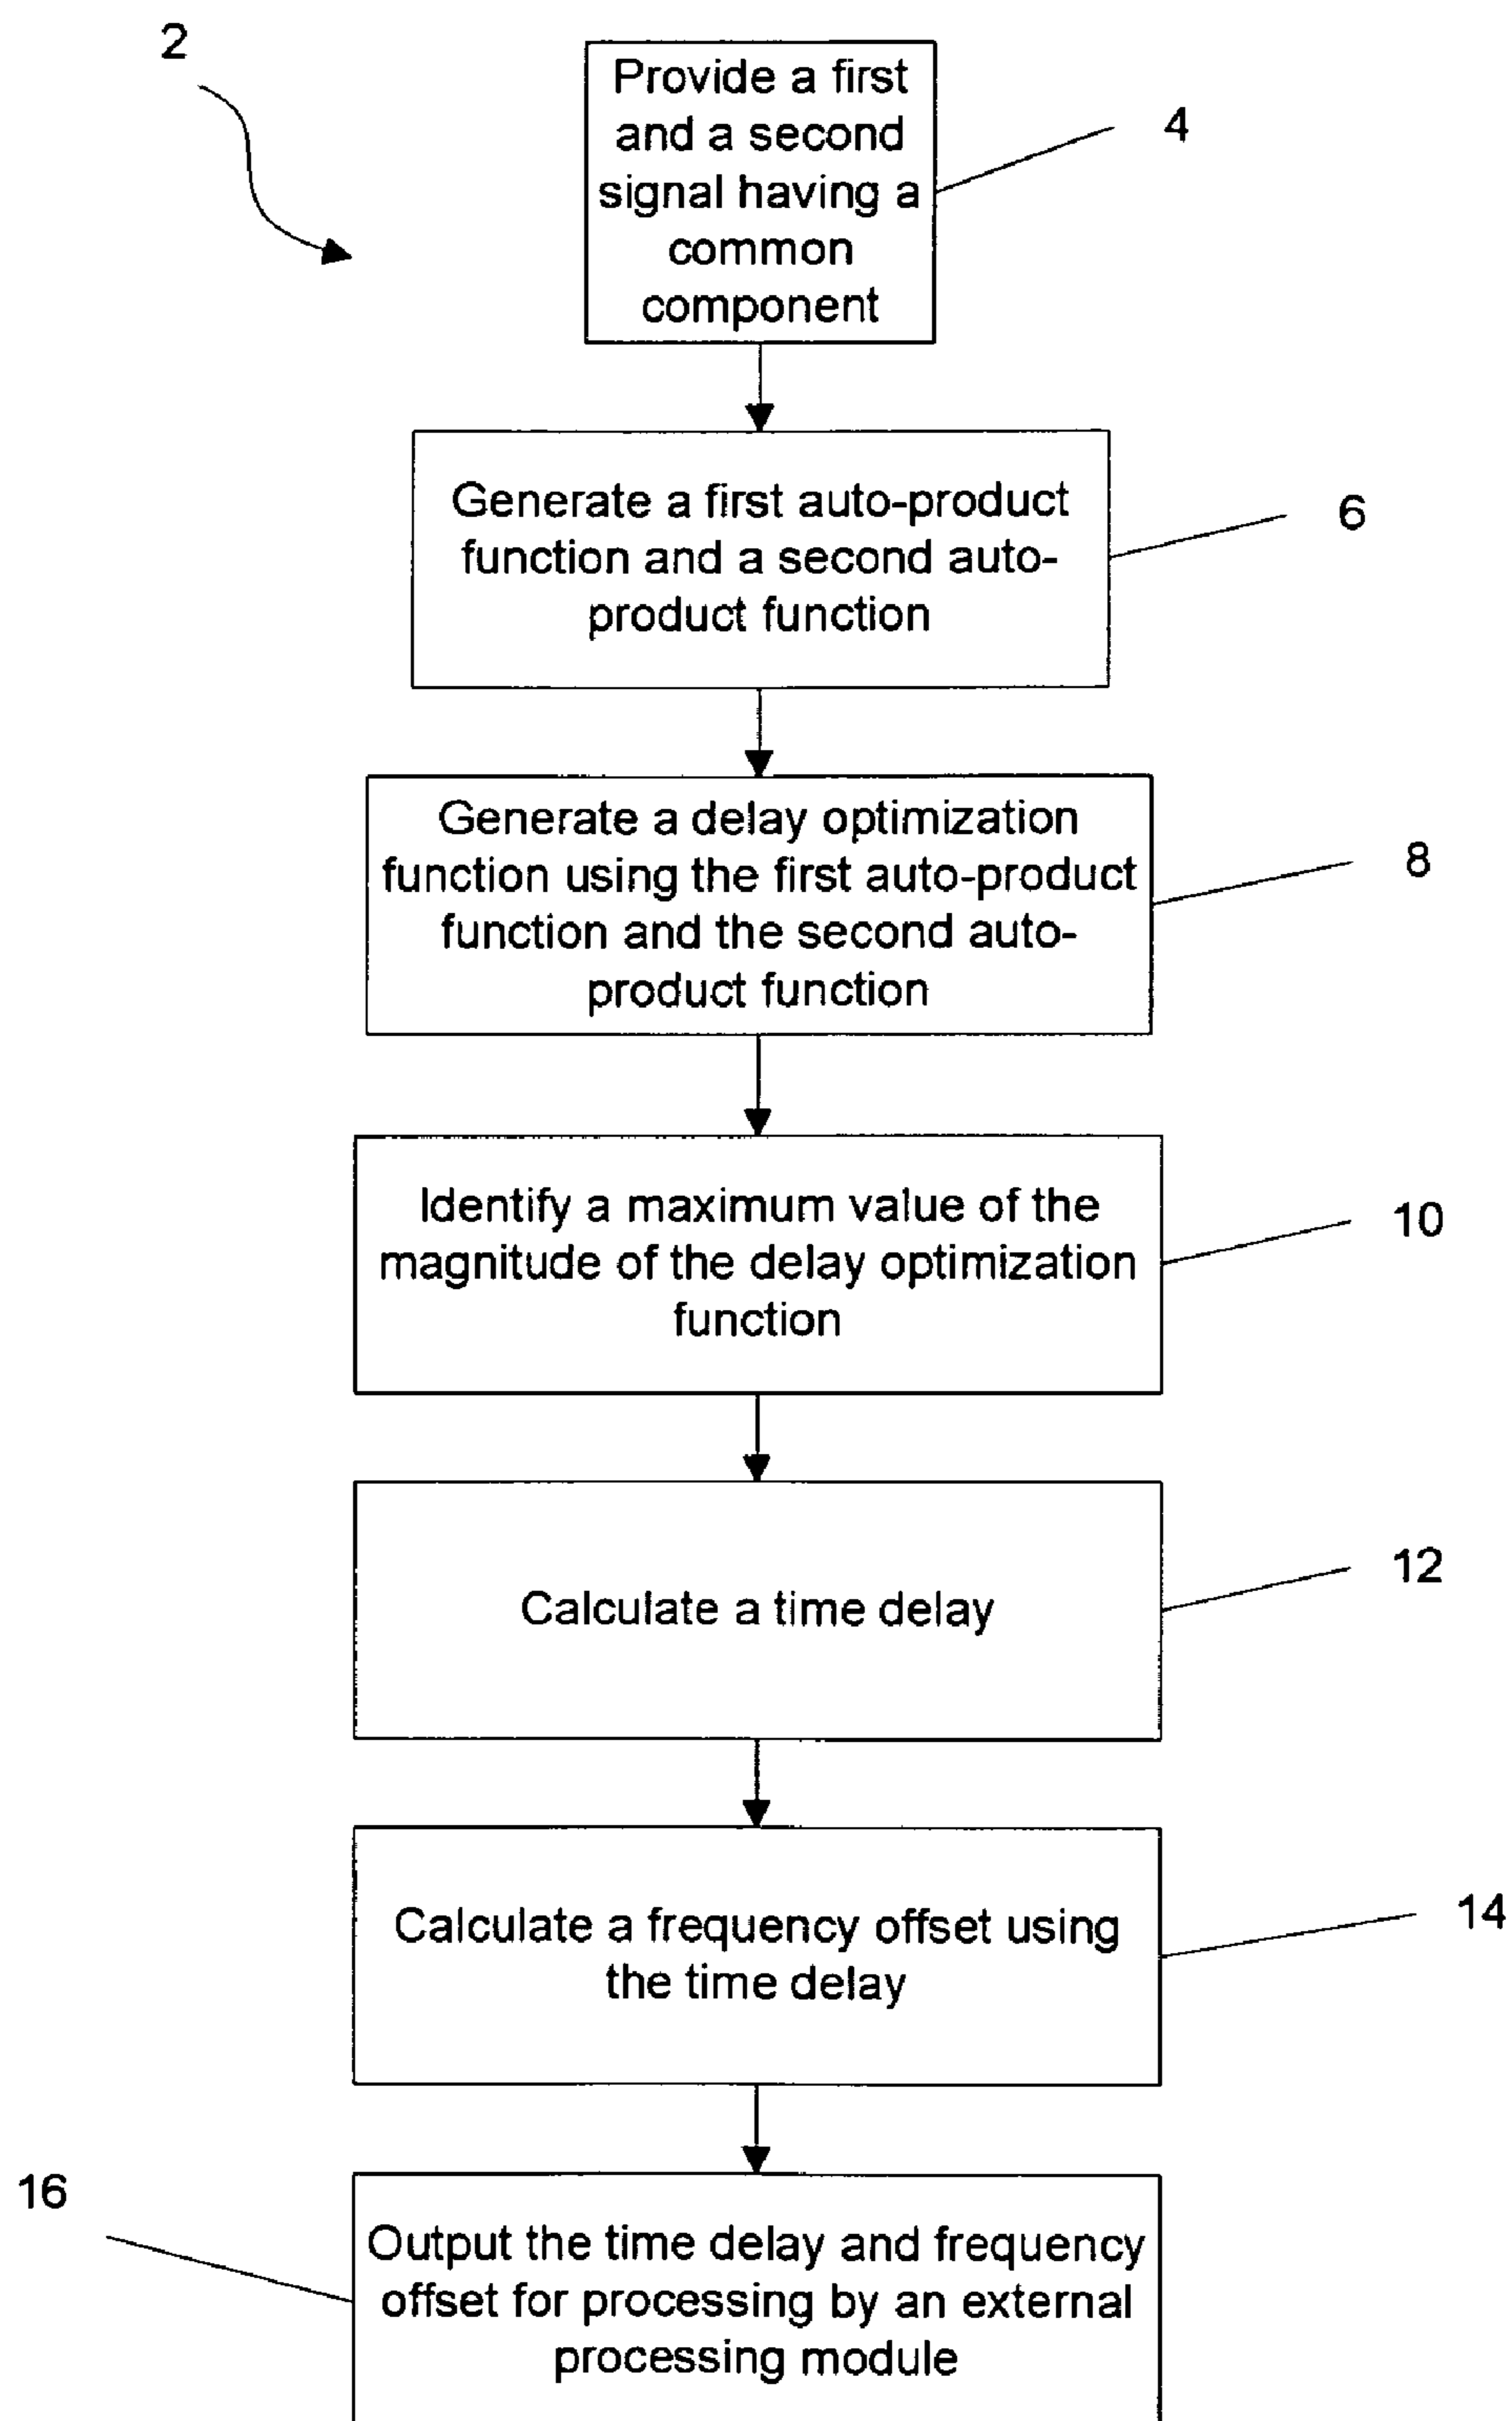 2
Provide a first
and a second
signal having a
common
component
4
Generate a first auto-product
function and a second auto-
product function
6
Generate a delay optimization
function using the first auto-product
function and the second auto-
product function
8
Identify a maximum value of the
magnitude of the delay optimization
function
10
Calculate a time delay
12
Calculate a frequency offset using
the time delay
14
16
Output the time delay and frequency
offset for processing by an external
processing module